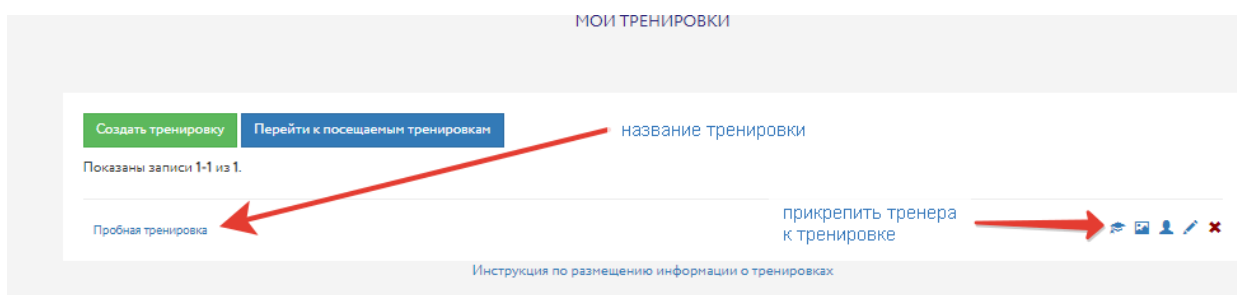 МОИ ТРЕНИРОВКИ
Создать тренировку Перейти к посещаемым тренировкам
название тренировки
Показаны записи 1-1 из 1.
прикрепить тренера
к тренировке
Пробная тренировка
Инструкция по размещению информации о тренировках